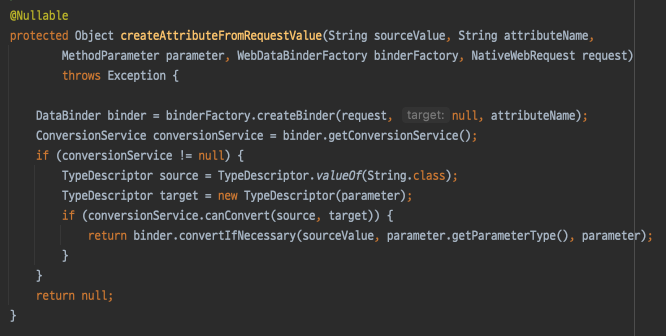 @Nullable
protected Object createAttributeFromRequestValue(String sourceValue, String attributeName,
        MethodParameter parameter, WebDataBinderFactory binderFactory, NativeWebRequest request)
        throws Exception {

    DataBinder binder = binderFactory.createBinder(request, target: null, attributeName);
    ConversionService conversionService = binder.getConversionService();
    if (conversionService != null) {
        TypeDescriptor source = TypeDescriptor.valueOf(String.class);
        TypeDescriptor target = new TypeDescriptor(parameter);
        if (conversionService.canConvert(source, target)) {
            return binder.convertIfNecessary(sourceValue, parameter.getParameterType(), parameter);
        }
    }
    return null;
}